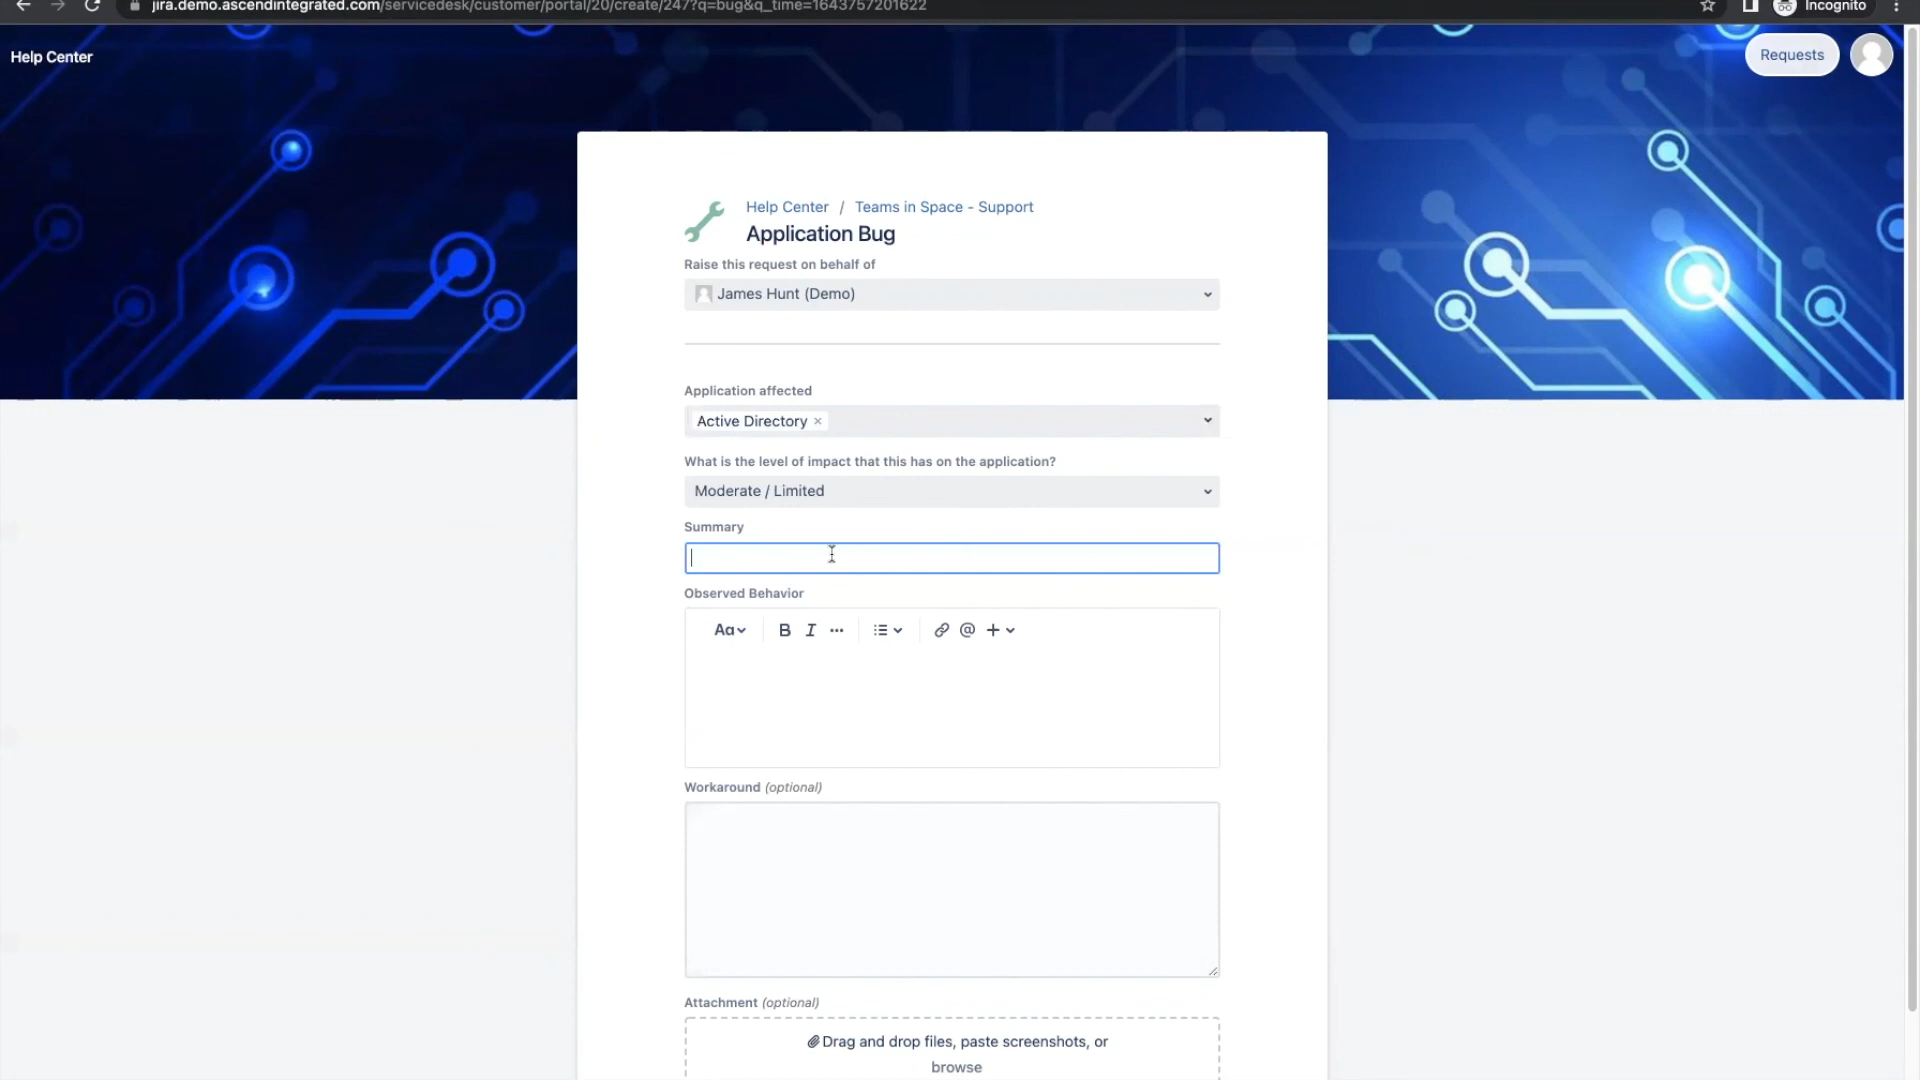 jira.demo.ascendintegrated.com/servicedesk/customer/portal/20/create/247?q=bug&q_time=1643757201622
Incognito
Help Center
Requests
Help Center / Teams in Space - Support
Application Bug
Raise this request on behalf of
James Hunt (Demo)
Application affected
Active Directory ×
What is the level of impact that this has on the application?
Moderate / Limited
Summary
Observed Behavior
Aa B I ··· @ +
Workaround (optional)
Attachment (optional)
Drag and drop files, paste screenshots, or
browse